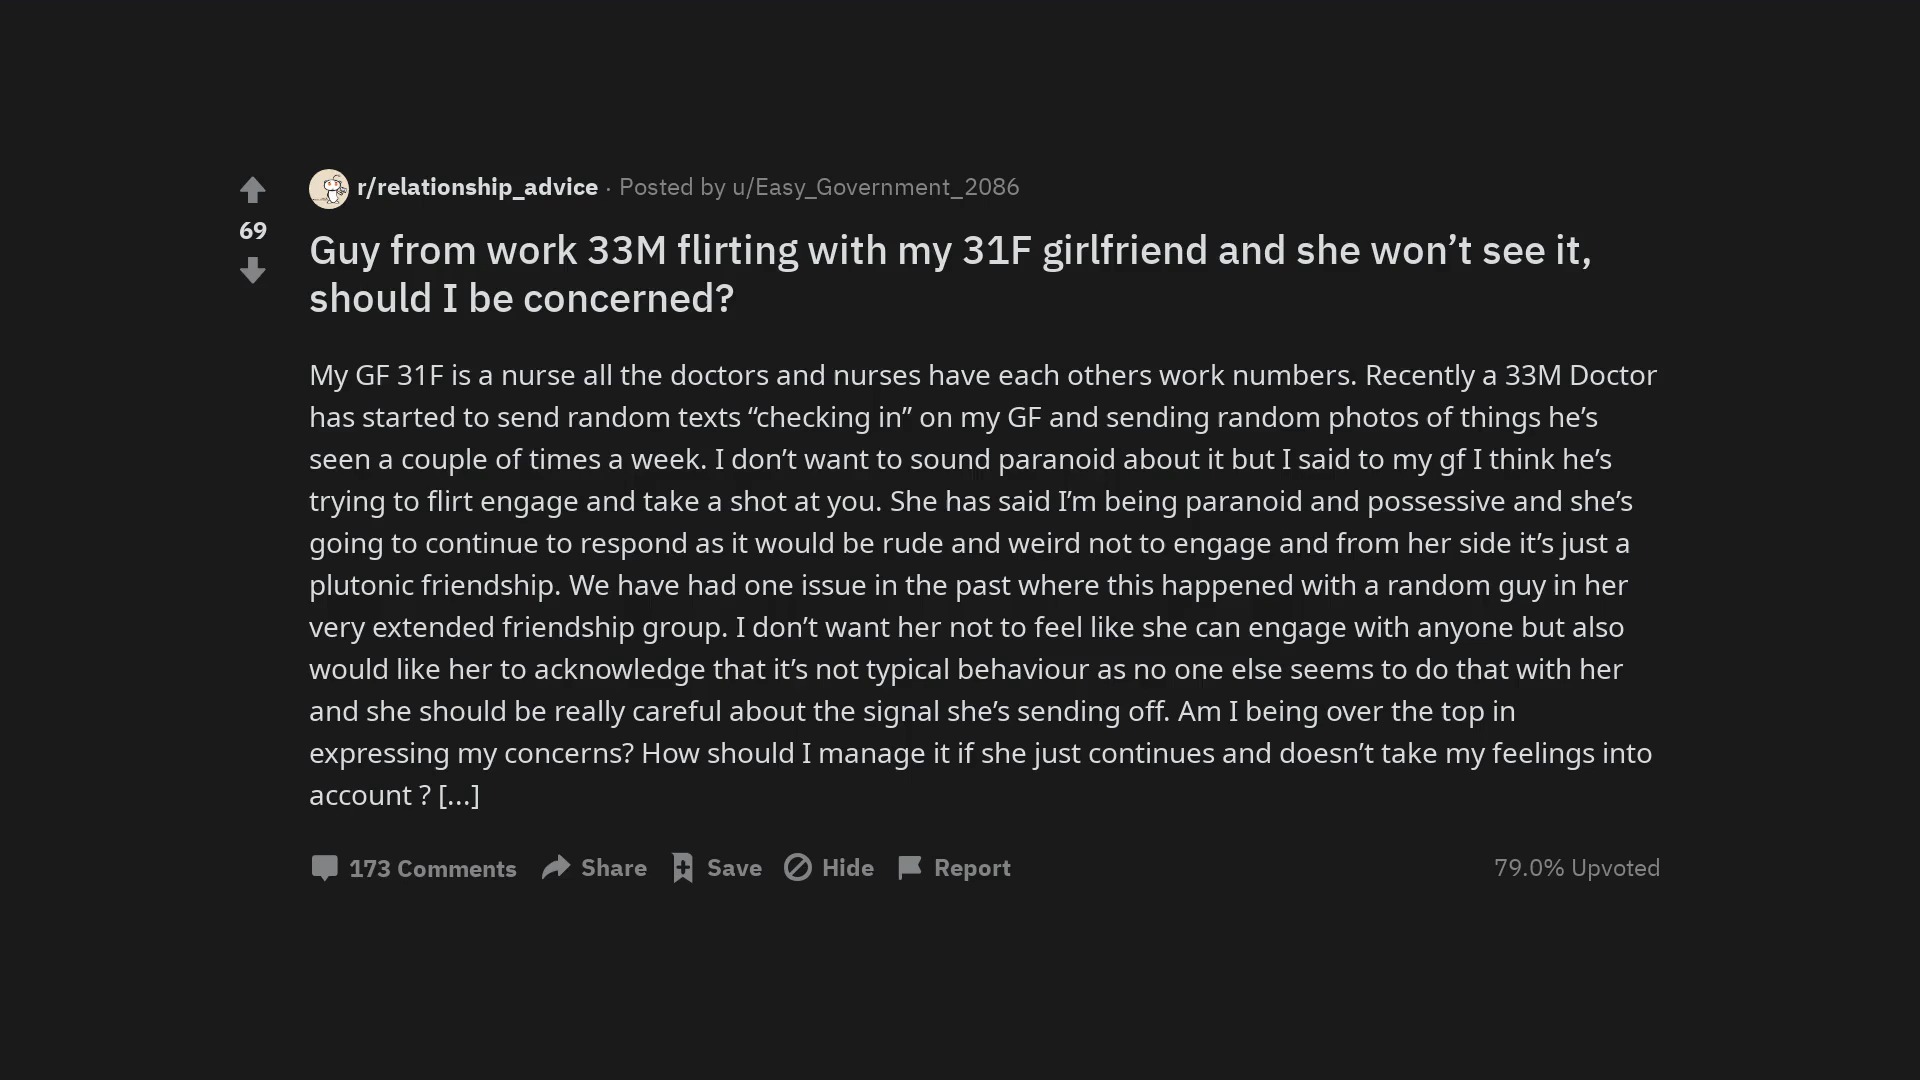 r/relationship_advice · Posted by u/Easy_Government_2086
69
Guy from work 33M flirting with my 31F girlfriend and she won’t see it,
should I be concerned?
My GF 31F is a nurse all the doctors and nurses have each others work numbers. Recently a 33M Doctor
has started to send random texts “checking in” on my GF and sending random photos of things he’s
seen a couple of times a week. I don’t want to sound paranoid about it but I said to my gf I think he’s
trying to flirt engage and take a shot at you. She has said I’m being paranoid and possessive and she’s
going to continue to respond as it would be rude and weird not to engage and from her side it’s just a
plutonic friendship. We have had one issue in the past where this happened with a random guy in her
very extended friendship group. I don’t want her not to feel like she can engage with anyone but also
would like her to acknowledge that it’s not typical behaviour as no one else seems to do that with her
and she should be really careful about the signal she’s sending off. Am I being over the top in
expressing my concerns? How should I manage it if she just continues and doesn’t take my feelings into
account ? [...]
173 Comments Share Save Hide Report 79.0% Upvoted